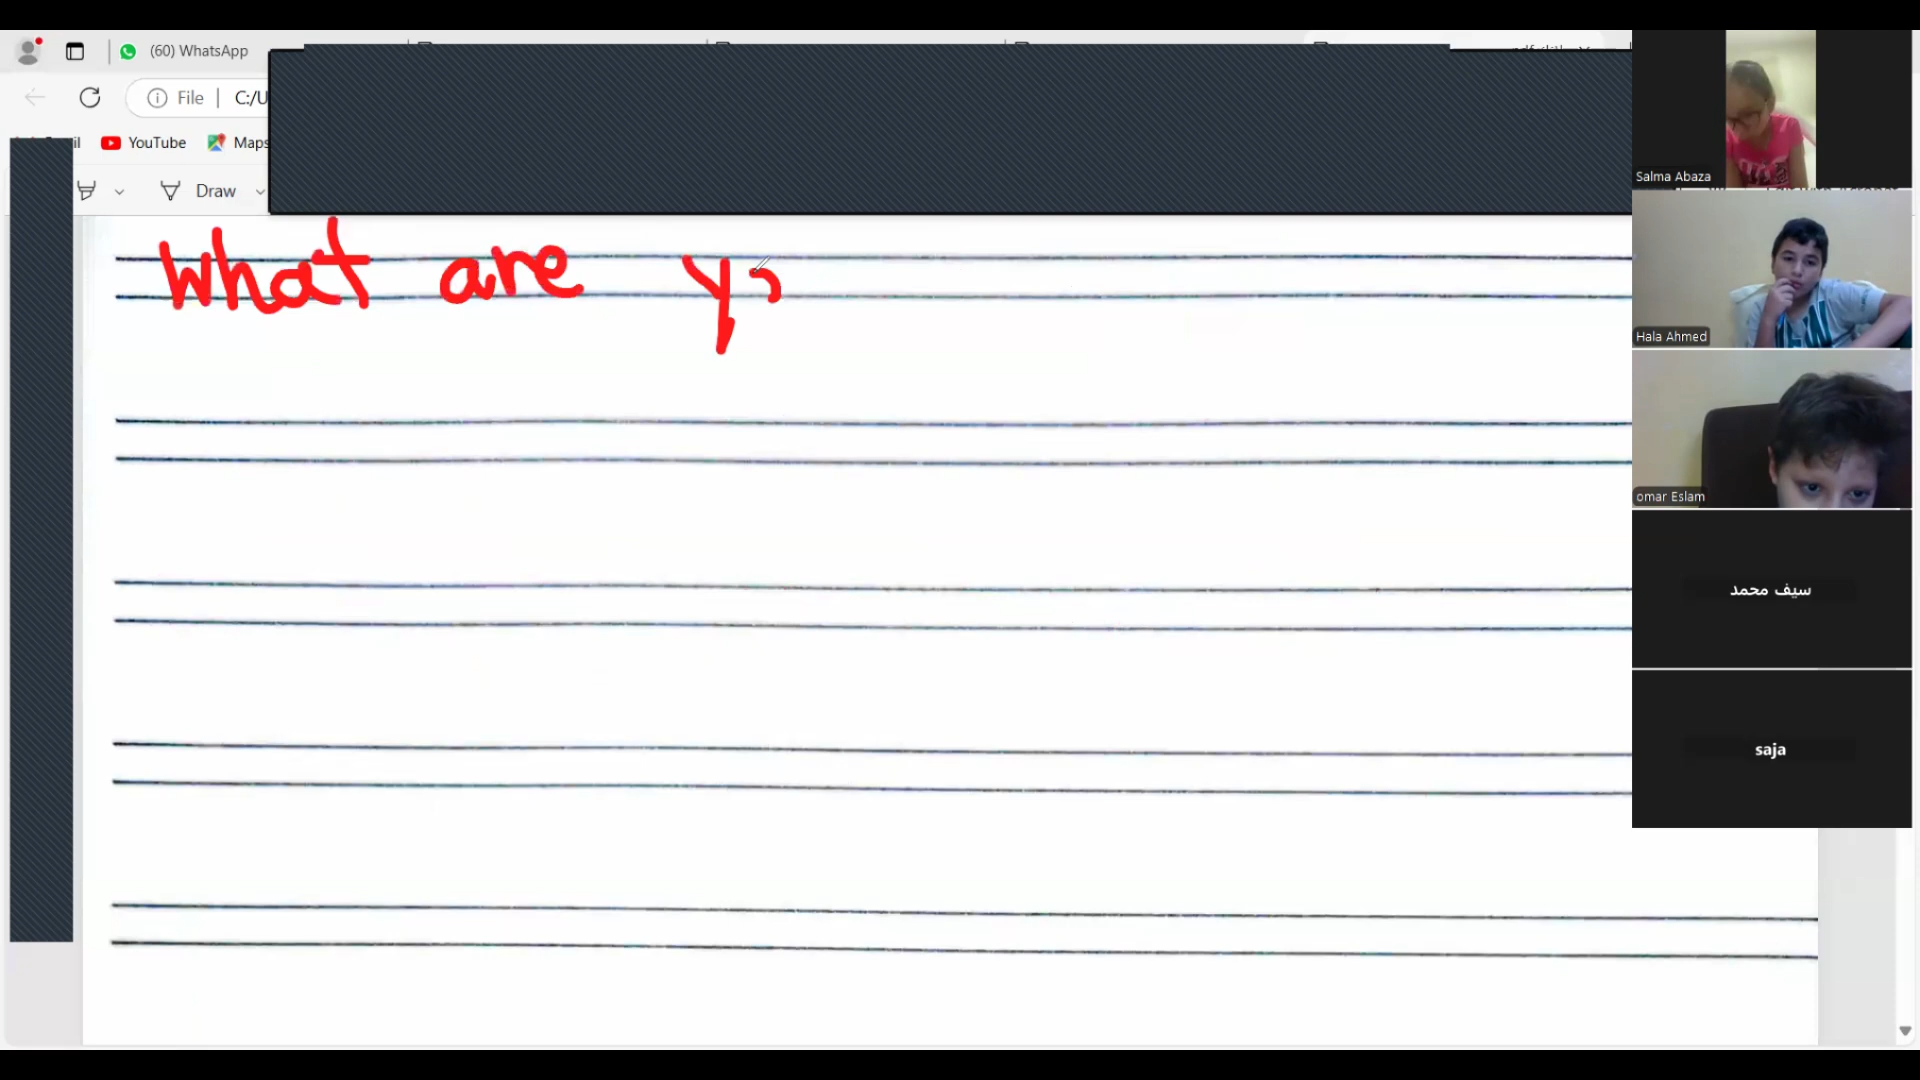 (60) WhatsApp
File
C:/U
YouTube
Maps
Draw
What are
Salma Abaza
Hala Ahmed
omar Eslam
سيف محمد
saja